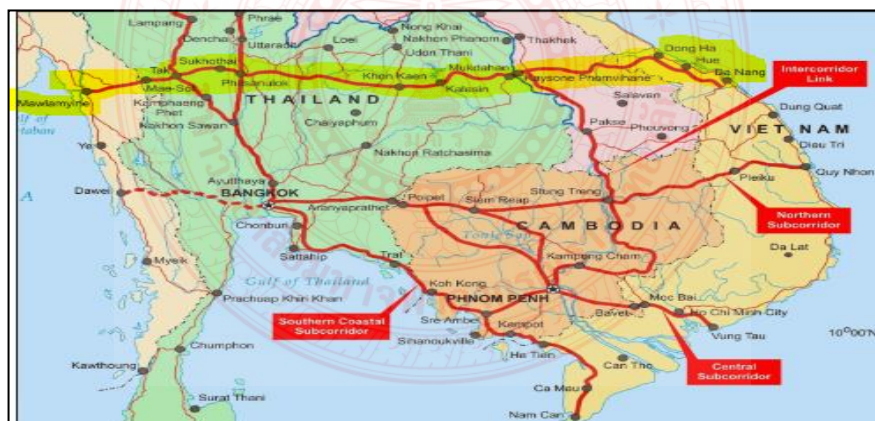 Lampang
Phrae
Nong Khai
Denchai
Uttaradit
Loei
Nakhon Phanom
Thakhek
Udon Thani
Sukhothai
Dong Ha
Hue
Da Nang
Tak
Phitsanulok
Khon Kaen
Mukdahan
Kaysone Phomvihane
Intercorridor
Link
Mae-Sot
Kalasin
Mawlamyine
Kamphaeng
Phet
THAILAND
Salavan
Dung Quat
Chaiyaphum
Phouvong
Nakhon Sawan
Pakse
VIET NAM
Dieu Tri
Ye
Nakhon Ratchasima
Pleiku
Quy Nhon
Dawei
Ayutthaya
BANGKOK
Poipet
Stung Treng
Aranyaprathet
Siem Reap
Northern
Subcorridor
Chonburi
CAMBODIA
Tonle Sap
Da Lat
Myeik
Sattahip
Trat
Kampong Cham
Gulf of Thailand
Koh Kong
Prachuap Khiri Khan
PHNOM PENH
Moc Bai
Southern Coastal
Subcorridor
Sre-Ambel
Bavet
Ho Chi Minh City
Kampot
Sihanoukville
Vung Tau
10°00'N
Chumphon
Ha Tien
Kawthoung
Can Tho
Central
Subcorridor
Ca Mau
Surat Thani
Nam Can